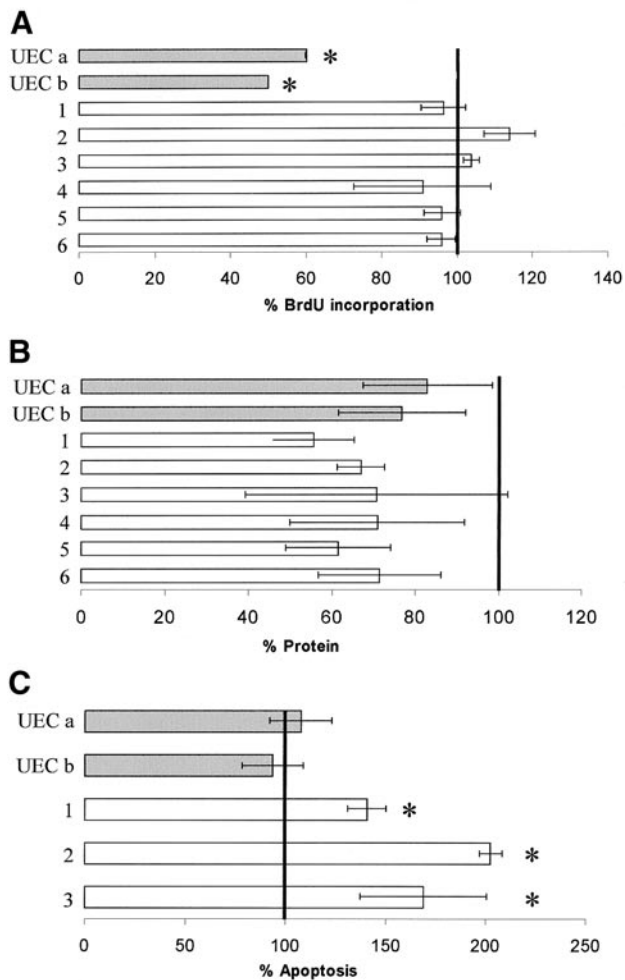 A
UEC a *
UEC b *
1
2
3
4
5
6
0 20 40 60 80 100 120 140
% BrdU incorporation
B
UEC a
UEC b
1
2
3
4
5
6
0 20 40 60 80 100 120
% Protein
C
UEC a
UEC b
1 *
2 *
3 *
0 50 100 150 200 250
% Apoptosis